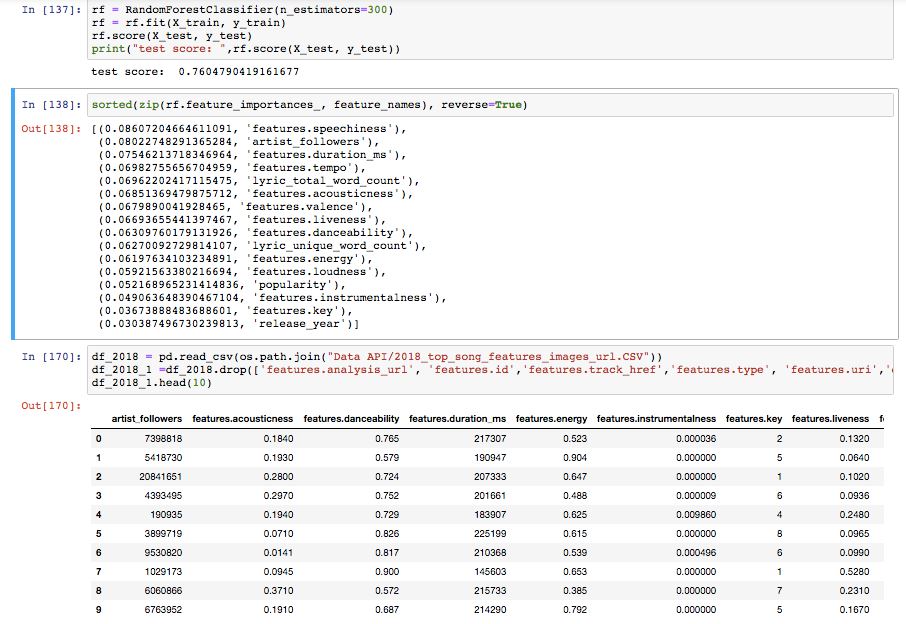 In [137]: rf = RandomForestClassifier(n_estimators=300)
rf = rf.fit(X_train, y_train)
rf.score(X_test, y_test)
print("test score: ",rf.score(X_test, y_test))
test score:  0.7604790419161677
In [138]: sorted(zip(rf.feature_importances_, feature_names), reverse=True)
Out[138]: [(0.08607204664611091, 'features.speechiness'),
(0.08022748291365284, 'artist_followers'),
(0.07546213718346964, 'features.duration_ms'),
(0.06982755656704959, 'features.tempo'),
(0.06962202417115475, 'lyric_total_word_count'),
(0.06851369479875712, 'features.acousticness'),
(0.0679890041928465, 'features.valence'),
(0.06693655441397467, 'features.liveness'),
(0.06309760179131926, 'features.danceability'),
(0.06270092729814107, 'lyric_unique_word_count'),
(0.06197634103234891, 'features.energy'),
(0.05921563380216694, 'features.loudness'),
(0.052168965231414836, 'popularity'),
(0.049063648390467104, 'features.instrumentalness'),
(0.03673888483688601, 'features.key'),
(0.030387496730239813, 'release_year')]
In [170]: df_2018 = pd.read_csv(os.path.join("Data API/2018_top_song_features_images_url.CSV"))
df_2018_1 =df_2018.drop(['features.analysis_url', 'features.id','features.track_href','features.type', 'features.uri','
df_2018_1.head(10)
Out[170]:
artist_followers features.acousticness features.danceability features.duration_ms features.energy features.instrumentalness features.key features.liveness
0 7398818 0.1840 0.765 217307 0.523 0.000036 2 0.1320
1 5418730 0.1930 0.579 190947 0.904 0.000000 5 0.0640
2 20841651 0.2800 0.724 207333 0.647 0.000000 1 0.1020
3 4393495 0.2970 0.752 201661 0.488 0.000009 6 0.0936
4 190935 0.1940 0.729 183907 0.625 0.009860 4 0.2480
5 3899719 0.0710 0.826 225199 0.615 0.000000 8 0.0965
6 9530820 0.0141 0.817 210368 0.539 0.000496 6 0.0990
7 1029173 0.0945 0.900 145603 0.653 0.000000 1 0.5280
8 6060866 0.3710 0.572 215733 0.385 0.000000 7 0.2310
9 6763952 0.1910 0.687 214290 0.792 0.000000 5 0.1670